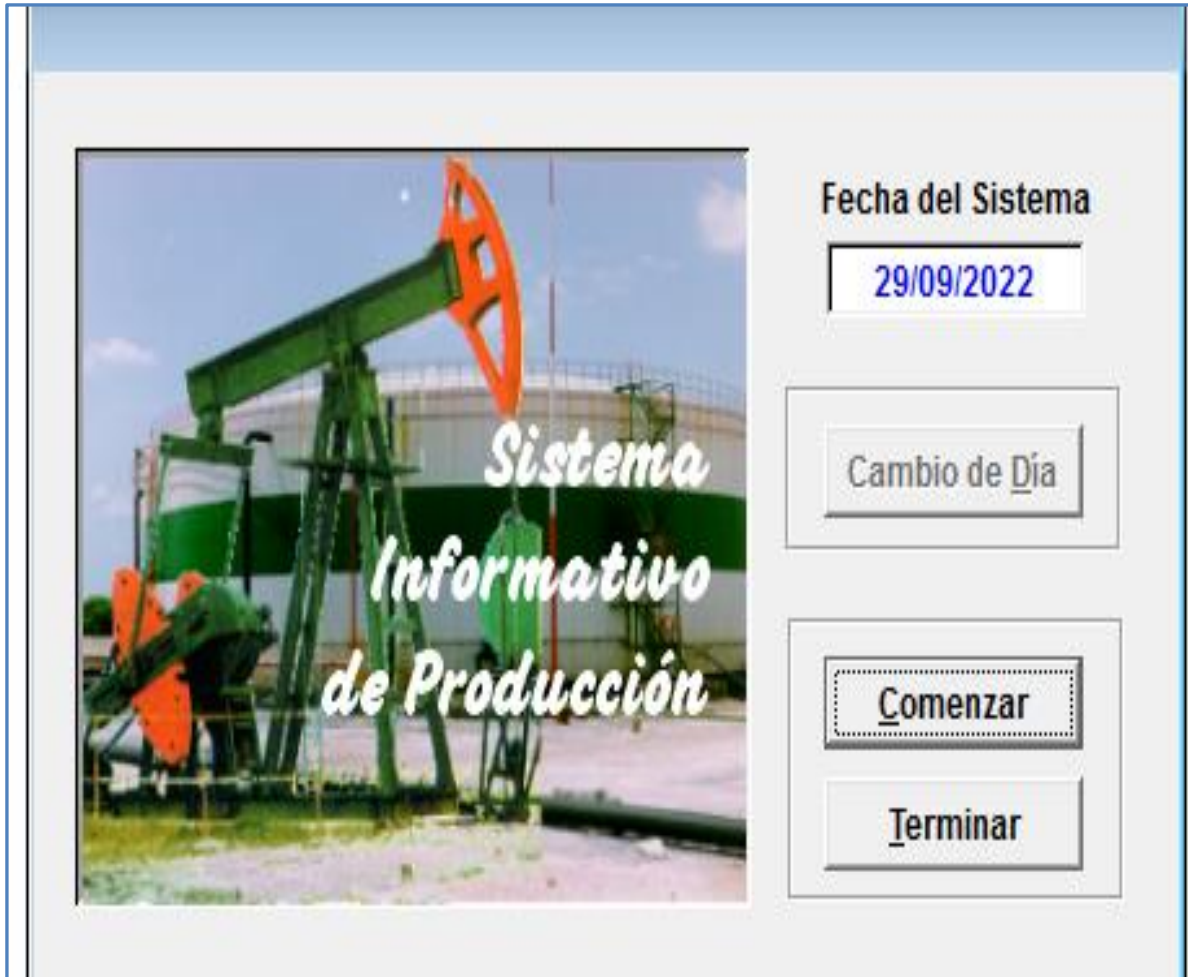 Sistema
Informativo
de Producción
Fecha del Sistema
29/09/2022
Cambio de Día
Comenzar
Terminar